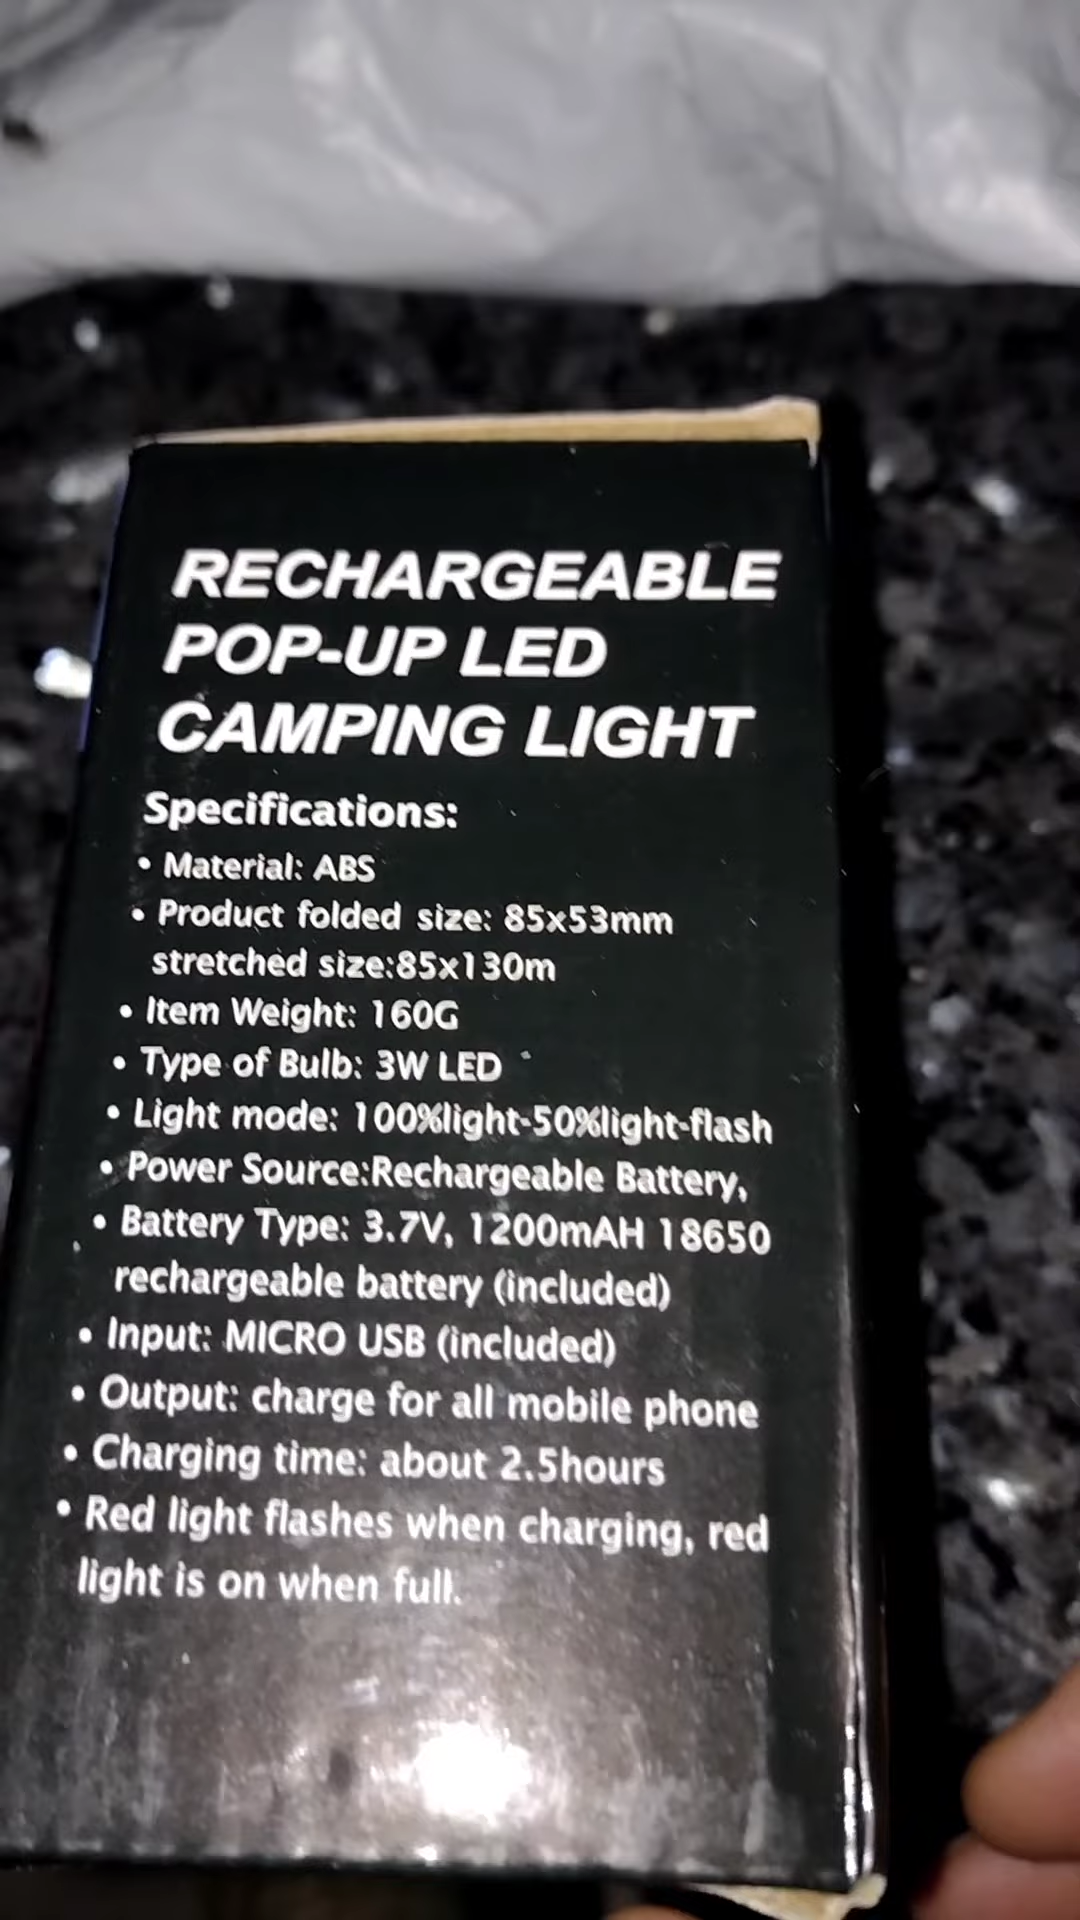 RECHARGEABLE
POP-UP LED
CAMPING LIGHT
Specifications:
• Material: ABS
• Product folded size: 85x53mm
stretched size:85x130m
• Item Weight: 160G
• Type of Bulb: 3W LED
• Light mode: 100%light-50%light-flash
• Power Source:Rechargeable Battery,
• Battery Type: 3.7V, 1200mAH 18650
rechargeable battery (included)
• Input: MICRO USB (included)
• Output: charge for all mobile phone
• Charging time: about 2.5hours
• Red light flashes when charging, red
light is on when full.